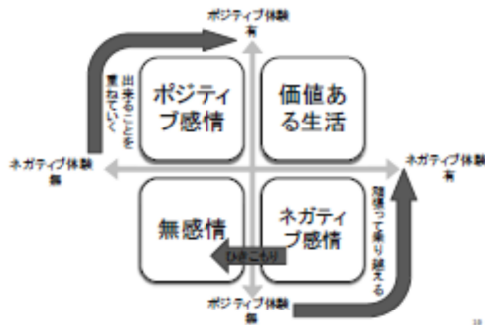 ポジティブ体験
有
出来ることを
重ねていく
ポジティ
ブ感情
価値あ
る生活
ネガティブ体験
無
ネガティブ体験
有
無感情
ネガティ
ブ感情
ひきこもり
頑張って乗り越える
ポジティブ体験
無